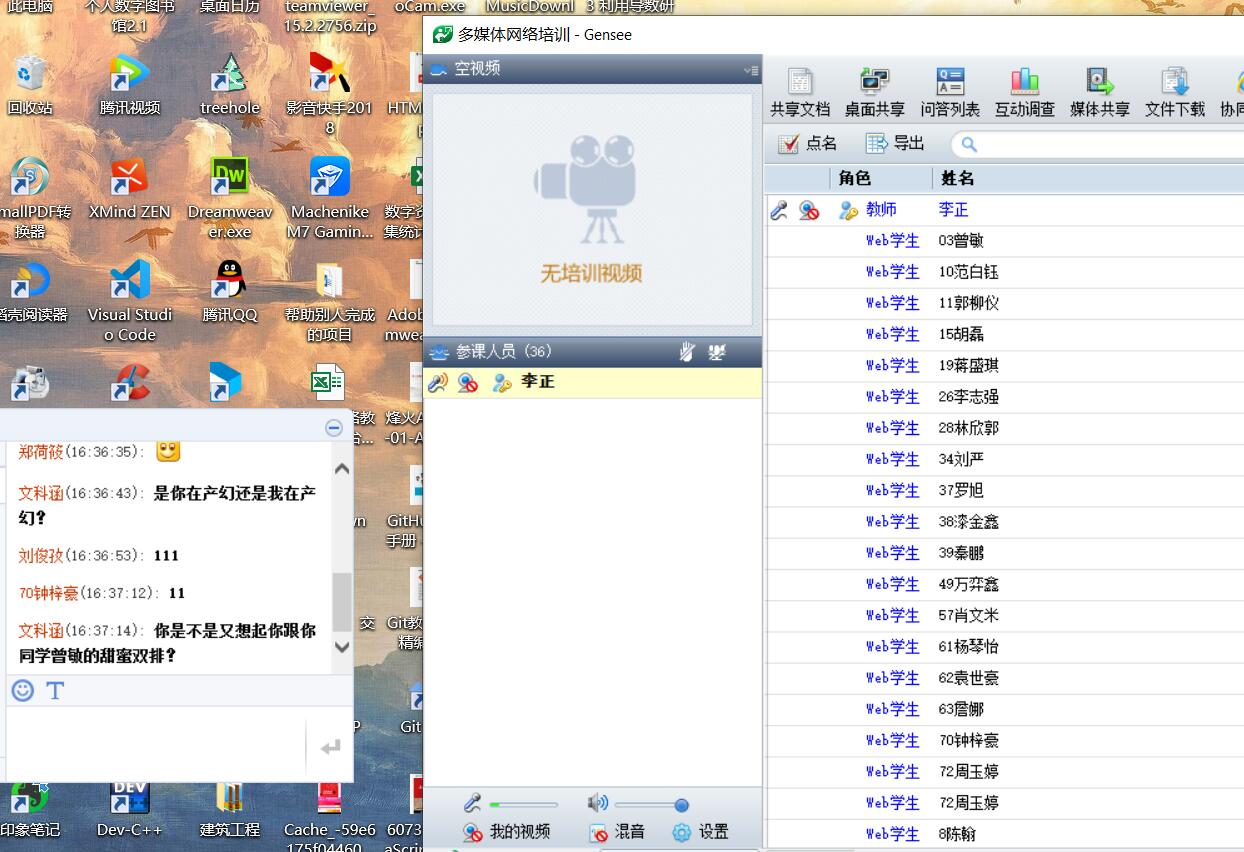 此电脑
个人数字图书
馆2.1
桌面日历
teamviewer_
15.2.2756.zip
oCam.exe
MusicDownl
3 利用导数研
回收站
腾讯视频
treehole
影音快手201
8
HTM
mallPDF转
换器
XMind ZEN
Dreamweav
er.exe
Machenike
M7 Gamin...
数字资
集统计
稻壳阅读器
Visual Studi
o Code
腾讯QQ
帮助别人完成
的项目
Adob
mwea
烽火A
-01-A
GitHu
手册
Git教
精编
交
Git
郑荷筱(16:36:35):
文科涵(16:36:43): 是你在产幻还是我在产
幻?
刘俊孜(16:36:53): 111
70钟梓豪(16:37:12): 11
文科涵(16:37:14): 你是不是又想起你跟你
同学曾敏的甜蜜双排?
T
印象笔记
DEV
Dev-C++
建筑工程
Cache_-59e6
175f04460
6073
aScri
多媒体网络培训 - Gensee
空视频
无培训视频
参课人员 (36)
李正
我的视频
混音
设置
共享文档
桌面共享
问答列表
互动调查
媒体共享
文件下载
协同
点名
导出
角色 姓名
教师 李正
Web学生 03曾敏
Web学生 10范白钰
Web学生 11郭柳仪
Web学生 15胡磊
Web学生 19蒋盛琪
Web学生 26李志强
Web学生 28林欣郭
Web学生 34刘严
Web学生 37罗旭
Web学生 38漆金鑫
Web学生 39秦鹏
Web学生 49万弈鑫
Web学生 57肖文米
Web学生 61杨琴怡
Web学生 62袁世豪
Web学生 63詹娜
Web学生 70钟梓豪
Web学生 72周玉婷
Web学生 72周玉婷
Web学生 8陈翰